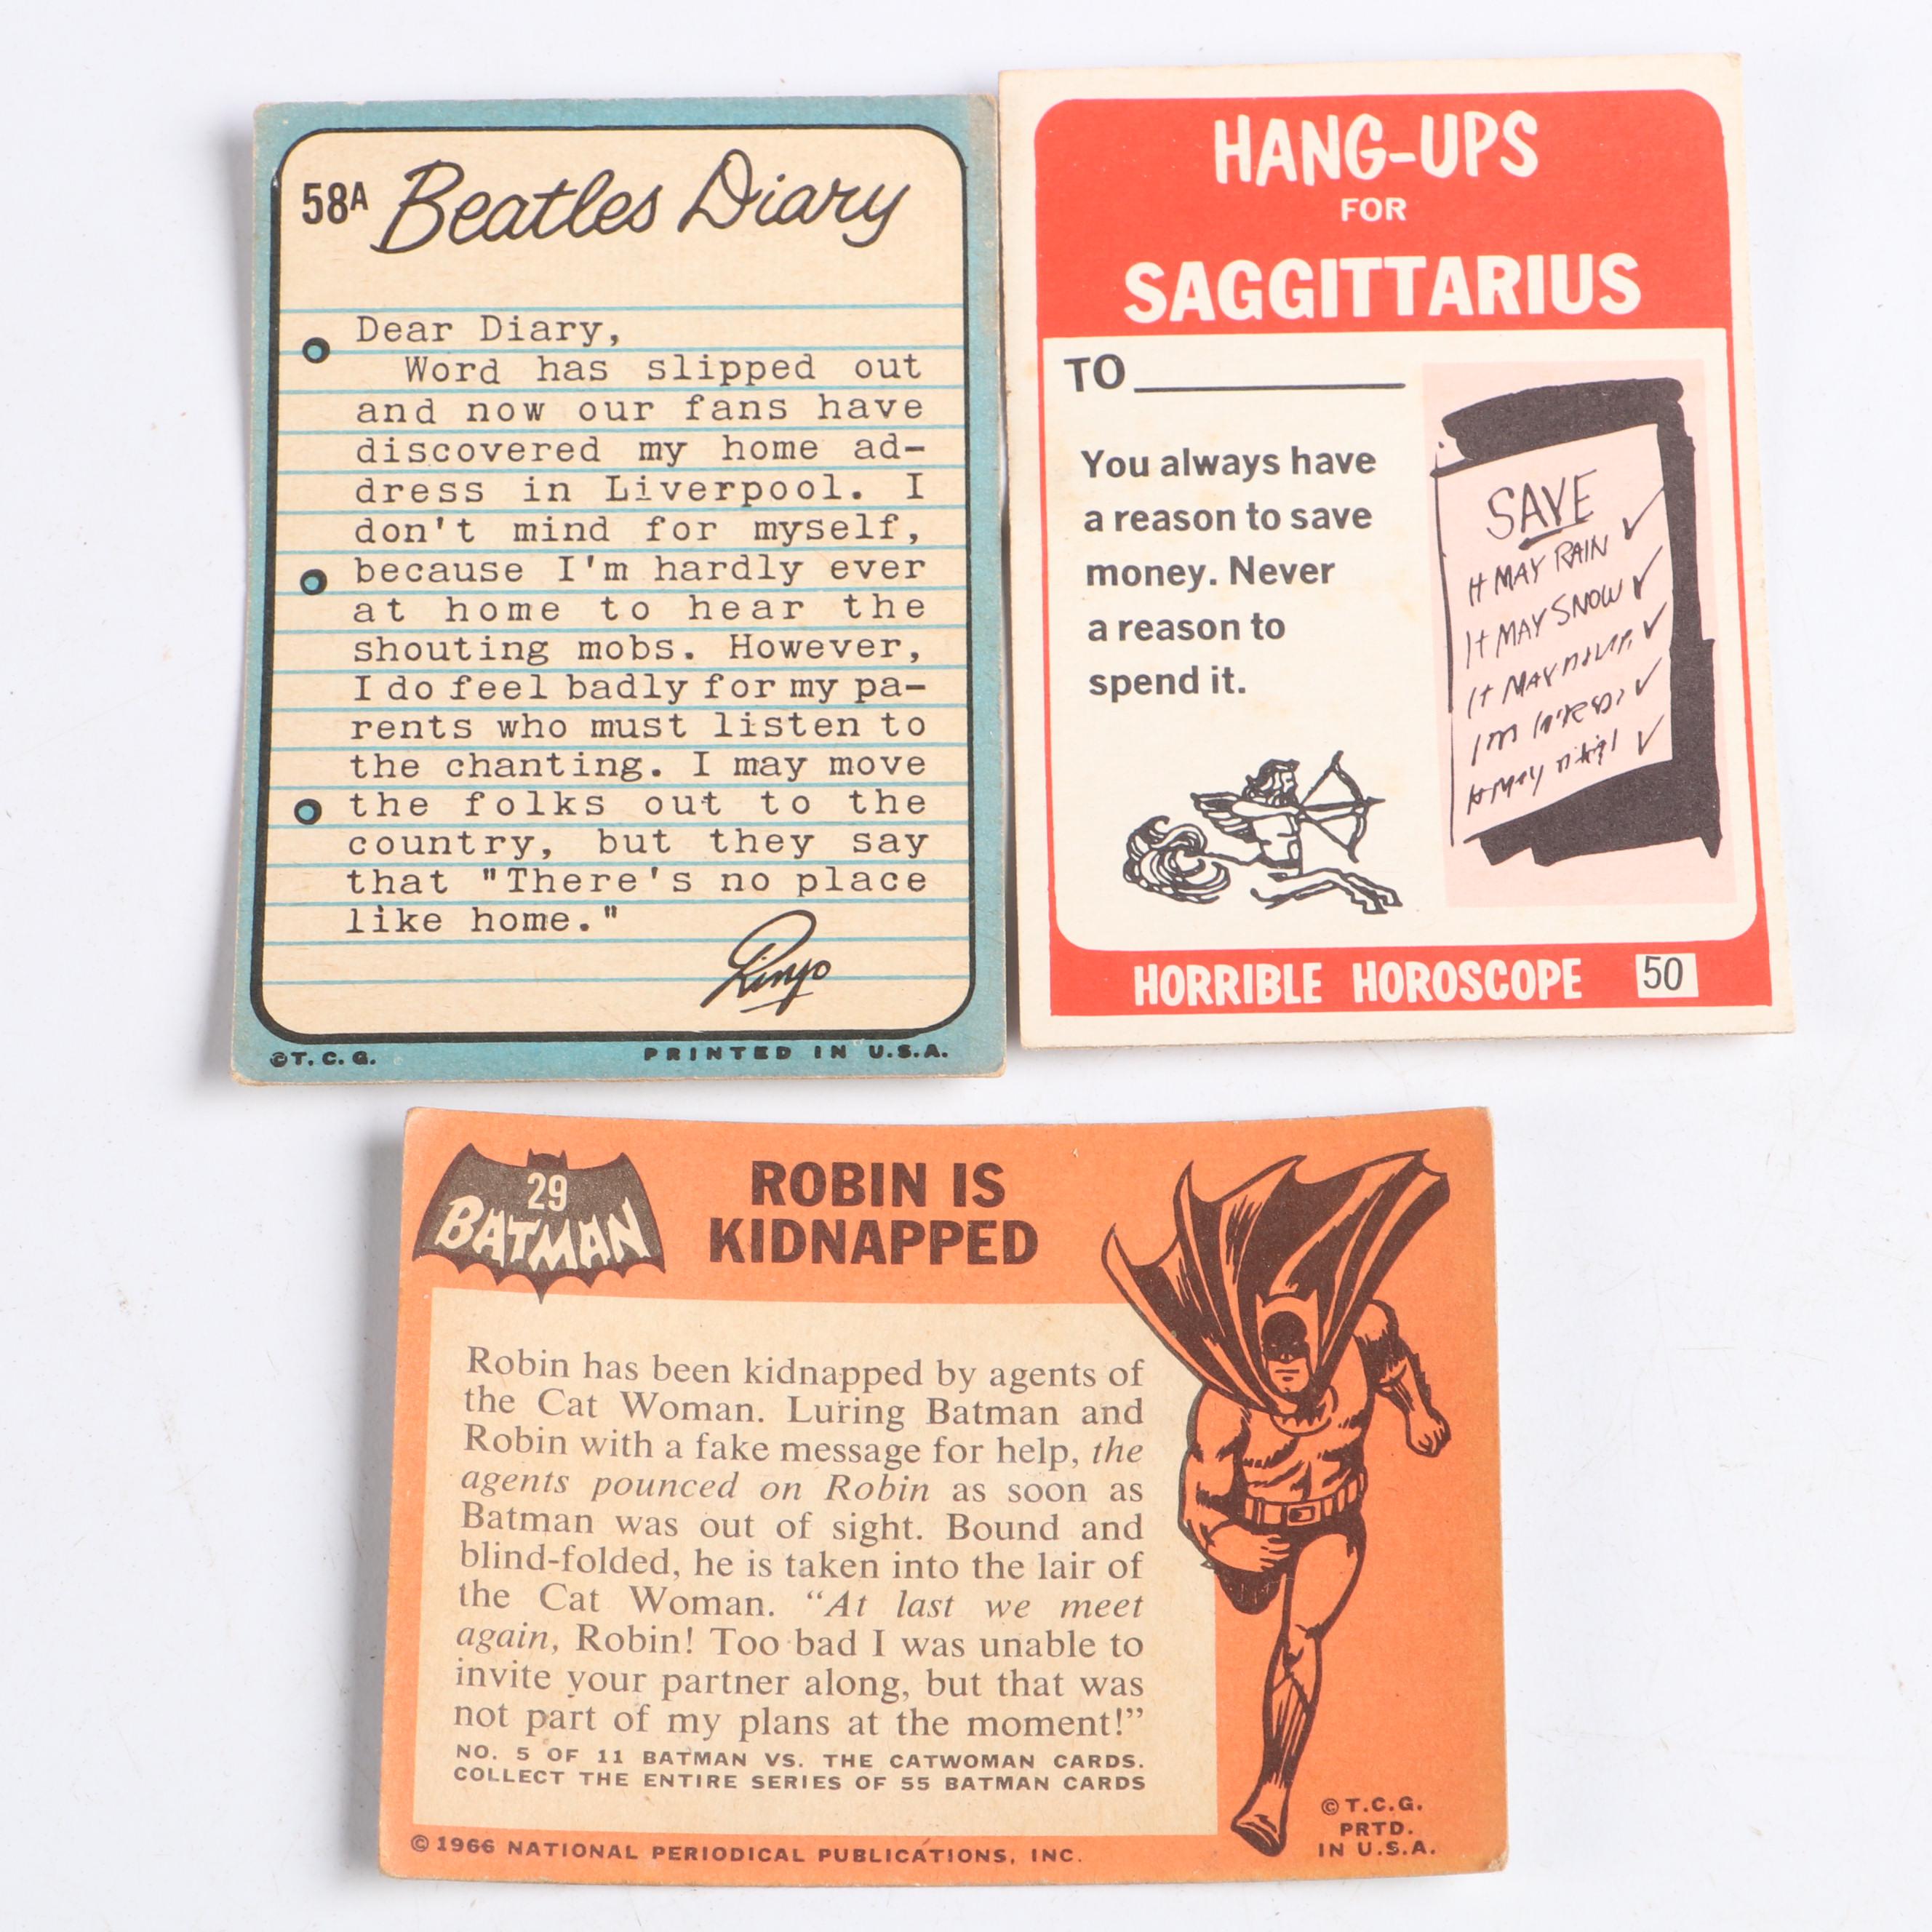 58A Beatles Diary
Dear Diary,
Word has slipped out
and now our fans have
discovered my home ad-
dress in Liverpool. I
don't mind for myself,
because I'm hardly ever
at home to hear the
shouting mobs. However,
I do feel badly for my pa-
rents who must listen to
the chanting. I may move
the folks out to the
country, but they say
that "There's no place
like home."
Ringo
©T. C. G. PRINTED IN U.S.A.
HANG-UPS
FOR
SAGGITTARIUS
TO
You always have
a reason to save
money. Never
a reason to
spend it.
SAVE
It MAY RAIN
It MAY SNOW
It MAY
It MAY
HORRIBLE HOROSCOPE 50
29
BATMAN
ROBIN IS
KIDNAPPED
Robin has been kidnapped by agents of
the Cat Woman. Luring Batman and
Robin with a fake message for help, the
agents pounced on Robin as soon as
Batman was out of sight. Bound and
blind-folded, he is taken into the lair of
the Cat Woman. “At last we meet
again, Robin! Too bad I was unable to
invite your partner along, but that was
not part of my plans at the moment!”
NO. 5 OF 11 BATMAN VS. THE CATWOMAN CARDS.
COLLECT THE ENTIRE SERIES OF 55 BATMAN CARDS
© 1966 NATIONAL PERIODICAL PUBLICATIONS, INC.
© T.C.G.
PRTD.
IN U.S.A.